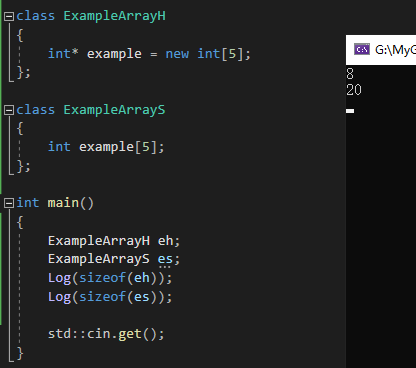 class ExampleArrayH
{
    int* example = new int[5];
};
class ExampleArrayS
{
    int example[5];
};
int main()
{
    ExampleArrayH eh;
    ExampleArrayS es;
    Log(sizeof(eh));
    Log(sizeof(es));
    std::cin.get();
}
C:\ G:\MyG
8
20